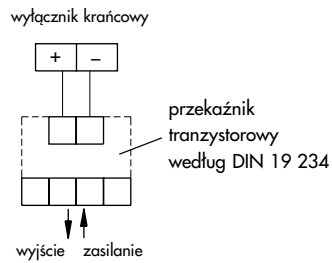 wyłącznik krańcowy
+ –
przekaźnik
tranzystorowy
według DIN 19 234
wyjście zasilanie